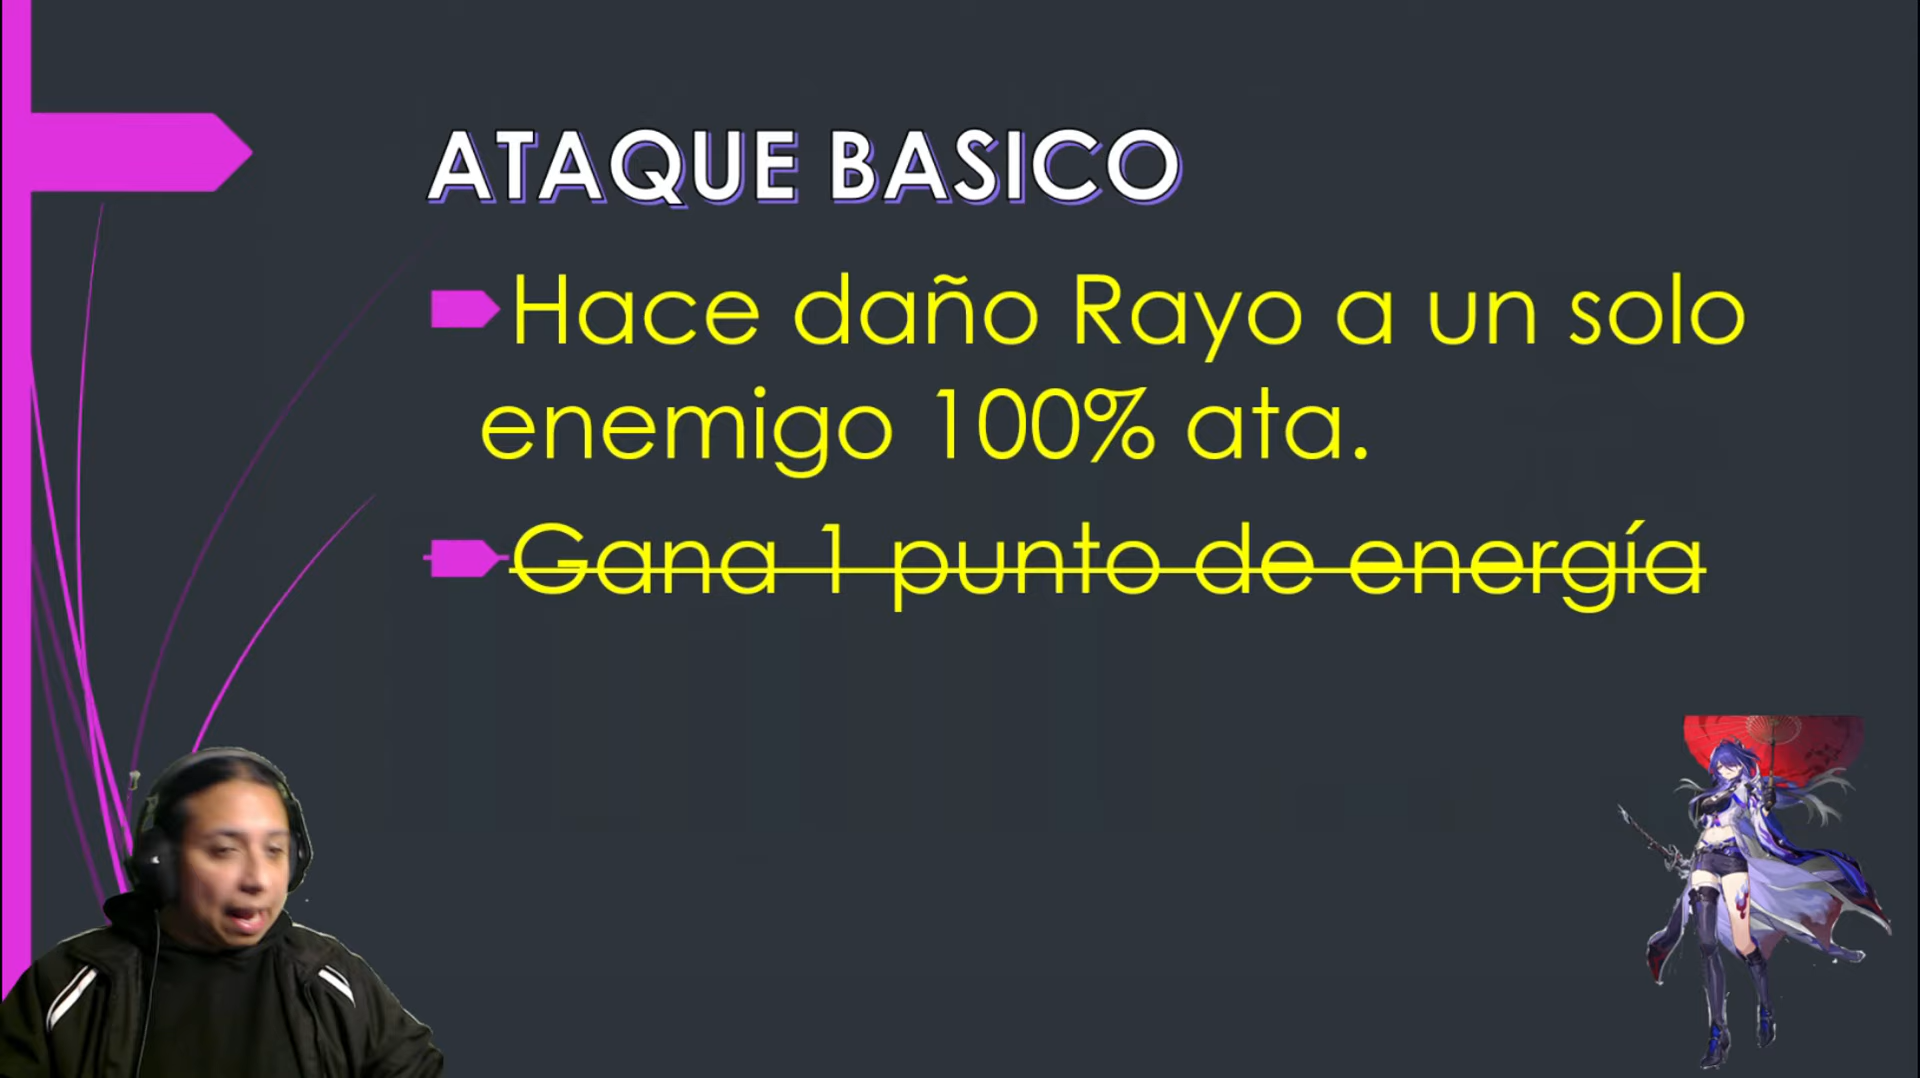 ATAQUE BASICO
Hace daño Rayo a un solo
enemigo 100% ata.
Gana 1 punto de energía